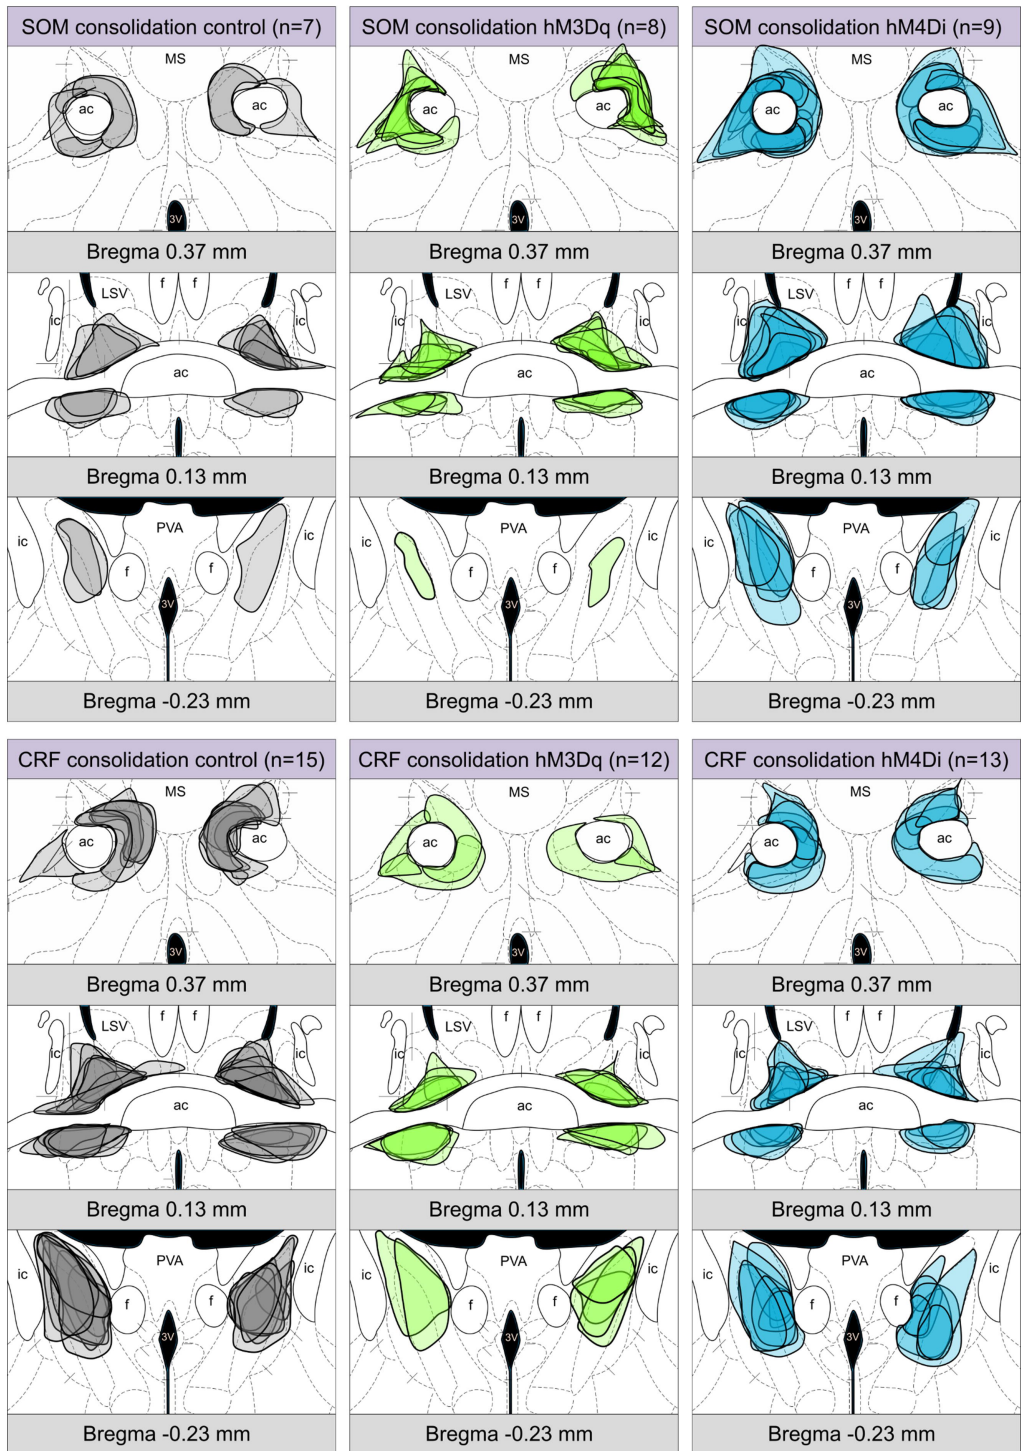 SOM consolidation control (n=7)
MS
ac
ac
3V
Bregma 0.37 mm
LSV
f
f
ic
ic
ac
Bregma 0.13 mm
ic
PVA
ic
f
f
3V
Bregma -0.23 mm
SOM consolidation hM3Dq (n=8)
MS
ac
ac
3V
Bregma 0.37 mm
LSV
f
f
ic
ic
ac
Bregma 0.13 mm
ic
PVA
ic
f
f
3V
Bregma -0.23 mm
SOM consolidation hM4Di (n=9)
MS
ac
ac
3V
Bregma 0.37 mm
LSV
f
f
ic
ic
ac
Bregma 0.13 mm
ic
PVA
ic
f
f
3V
Bregma -0.23 mm
CRF consolidation control (n=15)
MS
ac
ac
3V
Bregma 0.37 mm
LSV
f
f
ic
ic
ac
Bregma 0.13 mm
ic
PVA
ic
f
f
3V
Bregma -0.23 mm
CRF consolidation hM3Dq (n=12)
MS
ac
ac
3V
Bregma 0.37 mm
LSV
f
f
ic
ic
ac
Bregma 0.13 mm
ic
PVA
ic
f
f
3V
Bregma -0.23 mm
CRF consolidation hM4Di (n=13)
MS
ac
ac
3V
Bregma 0.37 mm
LSV
f
f
ic
ic
ac
Bregma 0.13 mm
ic
PVA
ic
f
f
3V
Bregma -0.23 mm